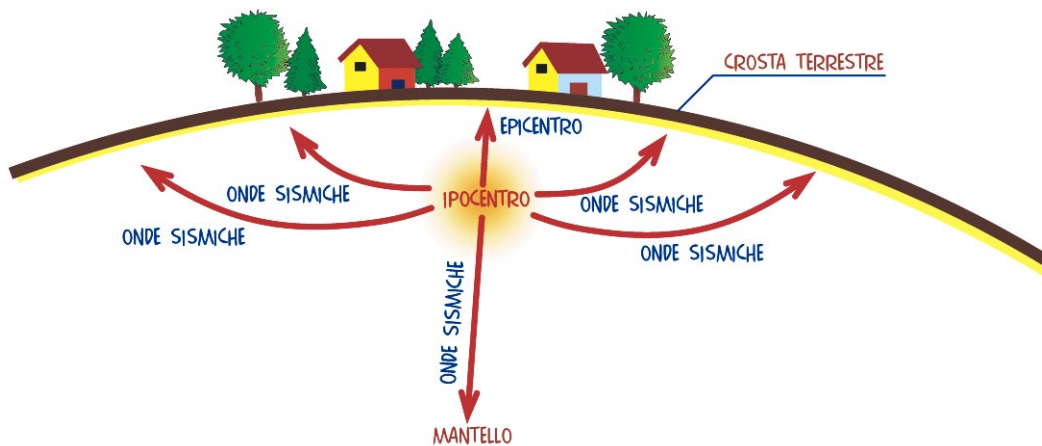 CROSTA TERRESTRE
EPICENTRO
ONDE SISMICHE
IPOCENTRO
ONDE SISMICHE
ONDE SISMICHE
ONDE SISMICHE
ONDE SISMICHE
MANTELLO